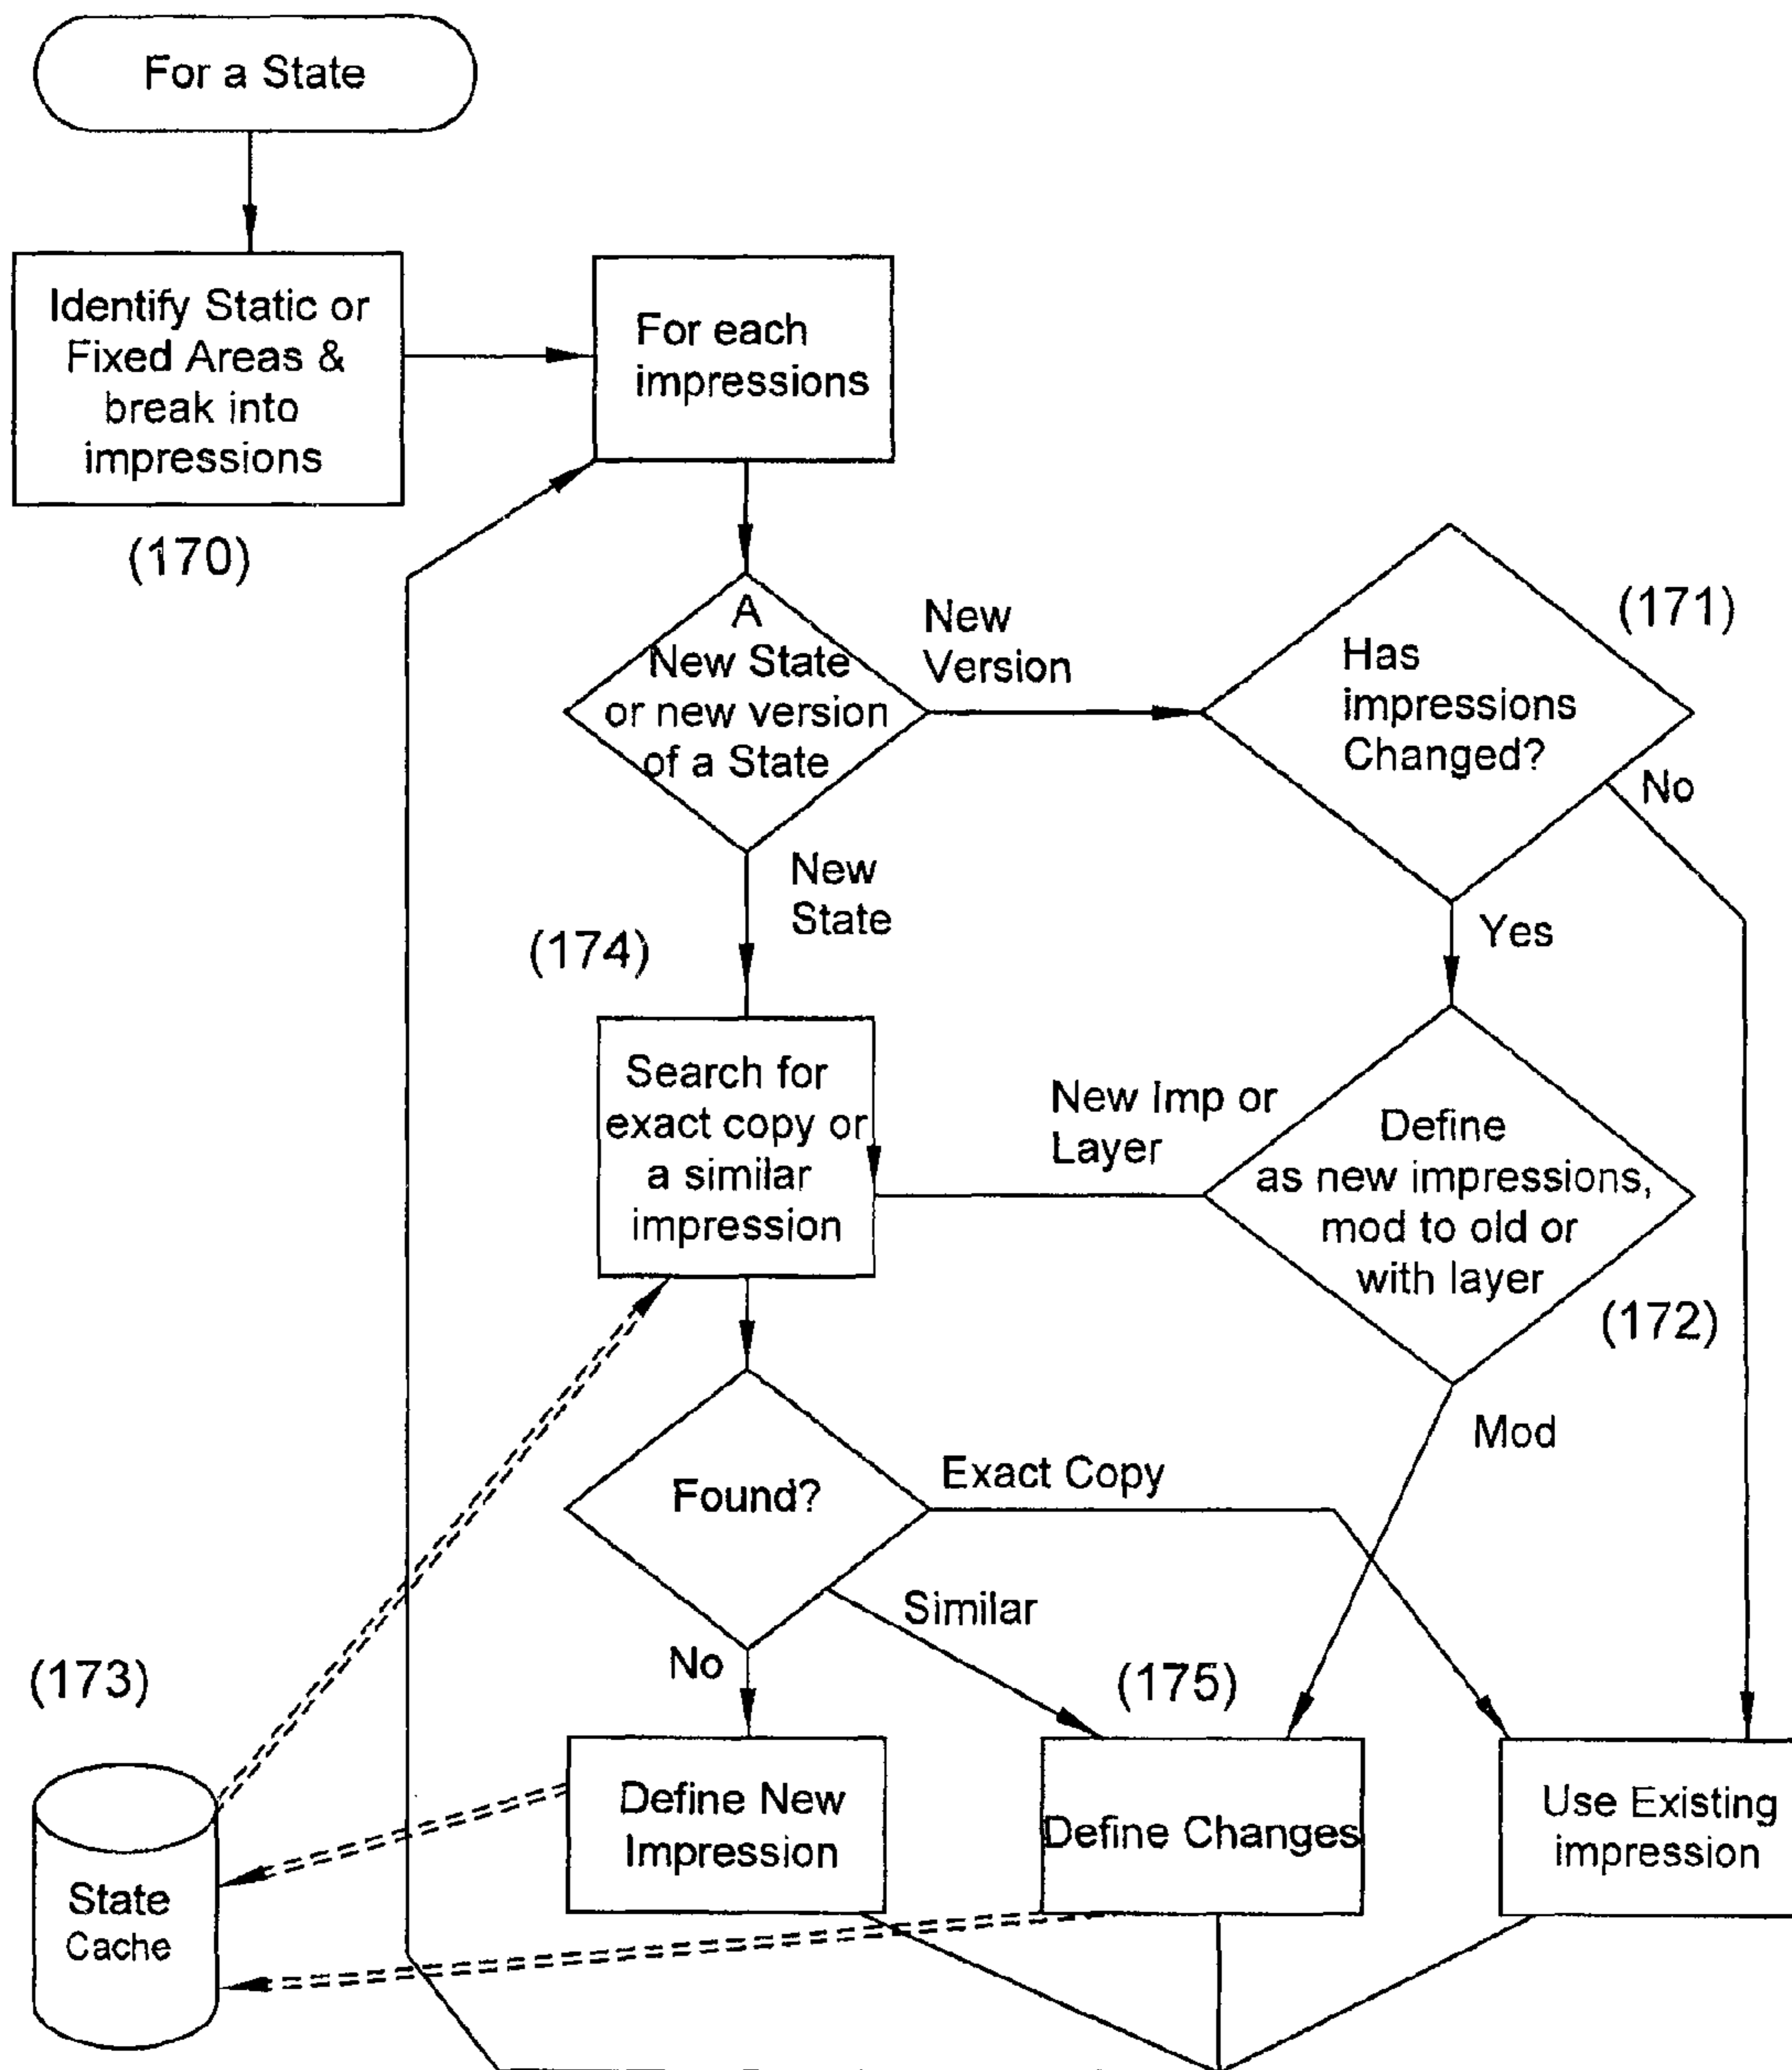 For a State
Identify Static or
Fixed Areas &
break into
impressions
(170)
For each
impressions
A
New State
or new version
of a State
New
Version
Has
impressions
Changed?
(171)
No
New
State
Yes
(174)
Search for
exact copy or
a similar
impression
New Imp or
Layer
Define
as new impressions,
mod to old or
with layer
(172)
Mod
Found?
Exact Copy
Similar
No
(173)
(175)
Define New
Impression
Define Changes
Use Existing
impression
State
Cache